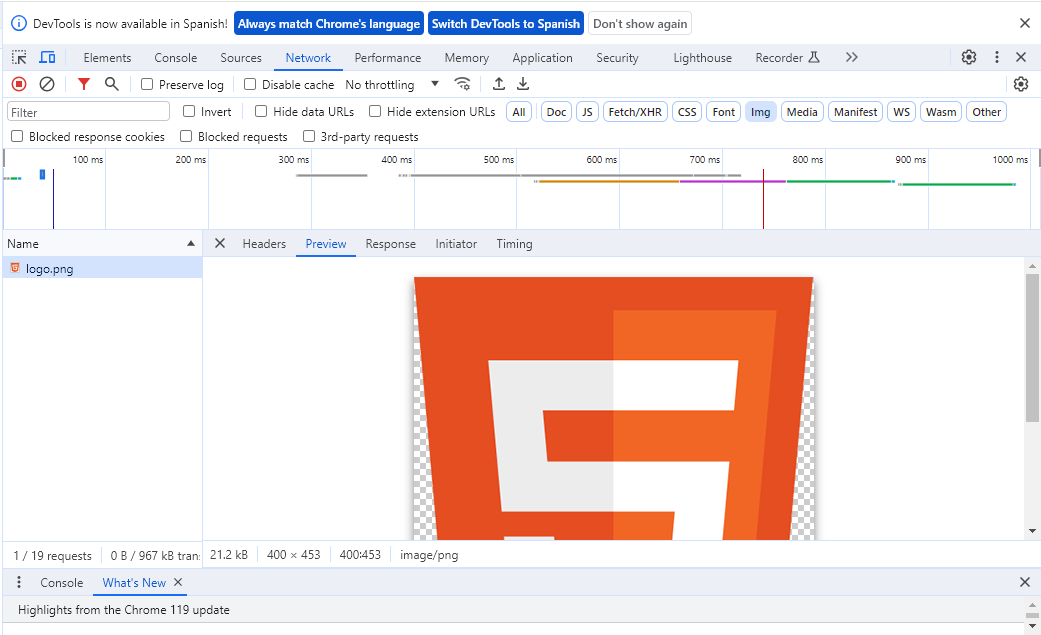 DevTools is now available in Spanish! Always match Chrome's language Switch DevTools to Spanish Don't show again
Elements Console Sources Network Performance Memory Application Security Lighthouse Recorder
Preserve log Disable cache No throttling
Filter Invert Hide data URLs Hide extension URLs All Doc JS Fetch/XHR CSS Font Img Media Manifest WS Wasm Other
Blocked response cookies Blocked requests 3rd-party requests
100 ms 200 ms 300 ms 400 ms 500 ms 600 ms 700 ms 800 ms 900 ms 1000 ms
Name Headers Preview Response Initiator Timing
logo.png
1 / 19 requests 0 B / 967 kB tran: 21.2 kB 400 × 453 400:453 image/png
Console What's New
Highlights from the Chrome 119 update